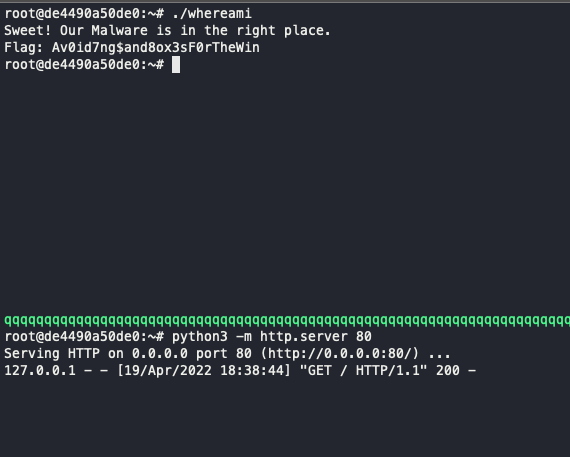 root@de4490a50de0:~# ./whereami
Sweet! Our Malware is in the right place.
Flag: Av0id7ng$and8ox3sF0rTheWin
root@de4490a50de0:~#
qqqqqqqqqqqqqqqqqqqqqqqqqqqqqqqqqqqqqqqqqqqqqqqqqqqqqqqqqqqqqqqqqqqqqqq
root@de4490a50de0:~# python3 -m http.server 80
Serving HTTP on 0.0.0.0 port 80 (http://0.0.0.0:80/) ...
127.0.0.1 - - [19/Apr/2022 18:38:44] "GET / HTTP/1.1" 200 -